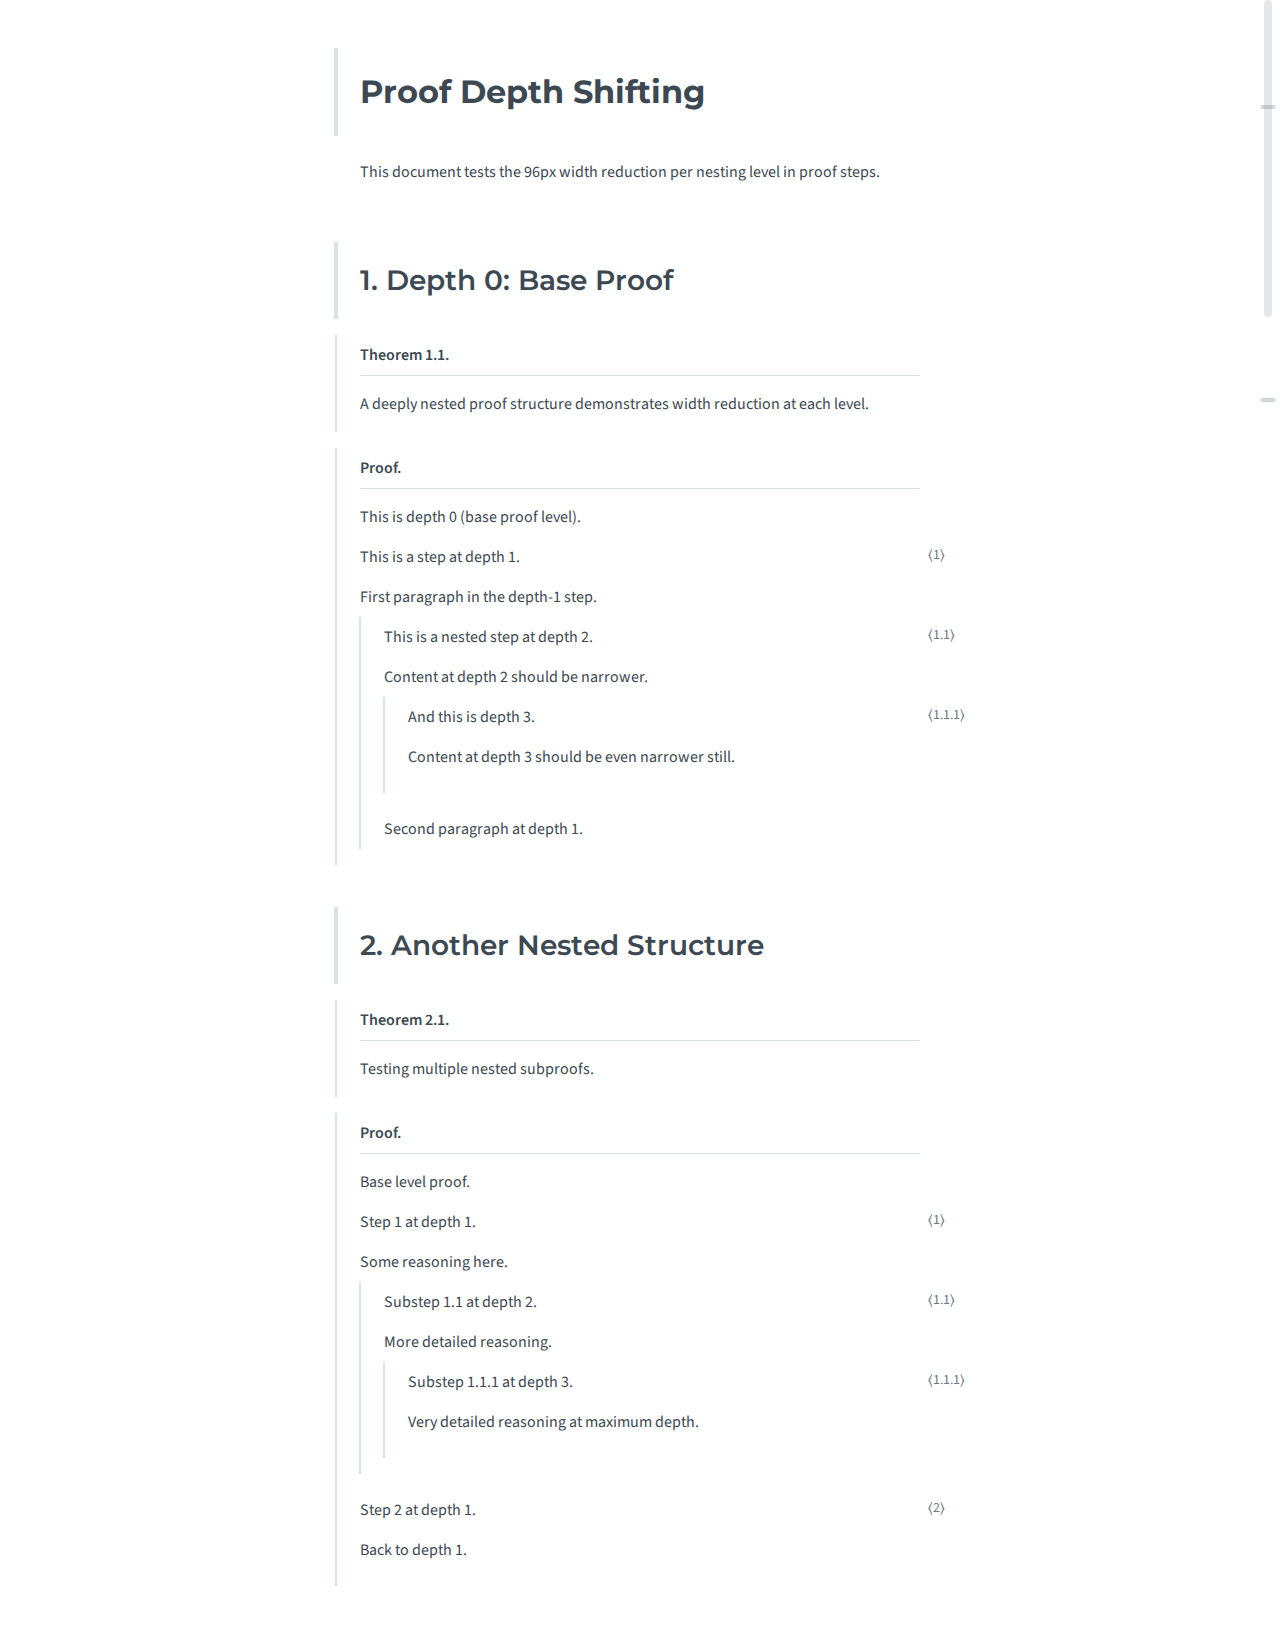 Proof Depth Shifting
This document tests the 96px width reduction per nesting level in proof steps.
1. Depth 0: Base Proof
Theorem 1.1.
A deeply nested proof structure demonstrates width reduction at each level.
Proof.
This is depth 0 (base proof level).
This is a step at depth 1. ⟨1⟩
First paragraph in the depth-1 step.
This is a nested step at depth 2. ⟨1.1⟩
Content at depth 2 should be narrower.
And this is depth 3. ⟨1.1.1⟩
Content at depth 3 should be even narrower still.
Second paragraph at depth 1.
2. Another Nested Structure
Theorem 2.1.
Testing multiple nested subproofs.
Proof.
Base level proof.
Step 1 at depth 1. ⟨1⟩
Some reasoning here.
Substep 1.1 at depth 2. ⟨1.1⟩
More detailed reasoning.
Substep 1.1.1 at depth 3. ⟨1.1.1⟩
Very detailed reasoning at maximum depth.
Step 2 at depth 1. ⟨2⟩
Back to depth 1.